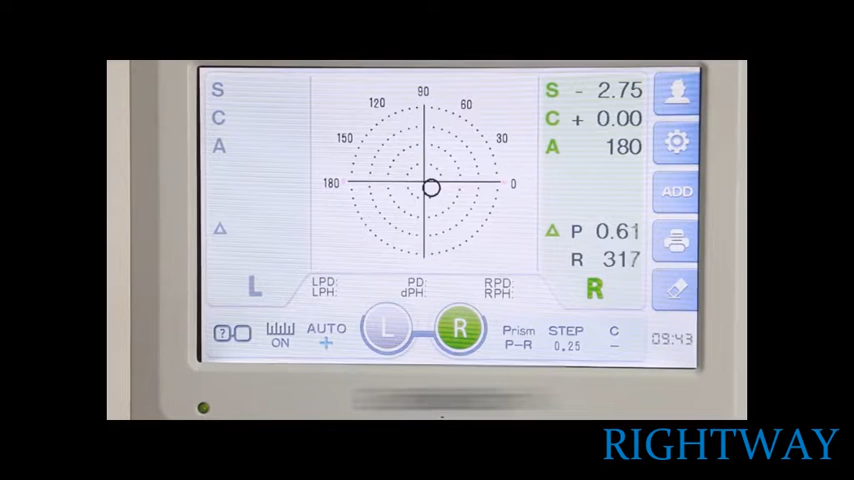 S
C
A
Δ
L
90
120
60
150
30
180
0
S - 2.75
C + 0.00
A 180
Δ P 0.61
R 317
R
LPD: PD: RPD:
LPH: dPH: RPH:
ADD
?
ON
AUTO
+
L
R
Prism
P-R
STEP
0.25
C
-
09:43
RIGHTWAY